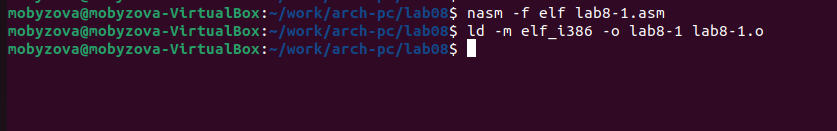 mobyzova@mobyzova-VirtualBox:~/work/arch-pc/lab08$ nasm -f elf lab8-1.asm
mobyzova@mobyzova-VirtualBox:~/work/arch-pc/lab08$ ld -m elf_i386 -o lab8-1 lab8-1.o
mobyzova@mobyzova-VirtualBox:~/work/arch-pc/lab08$